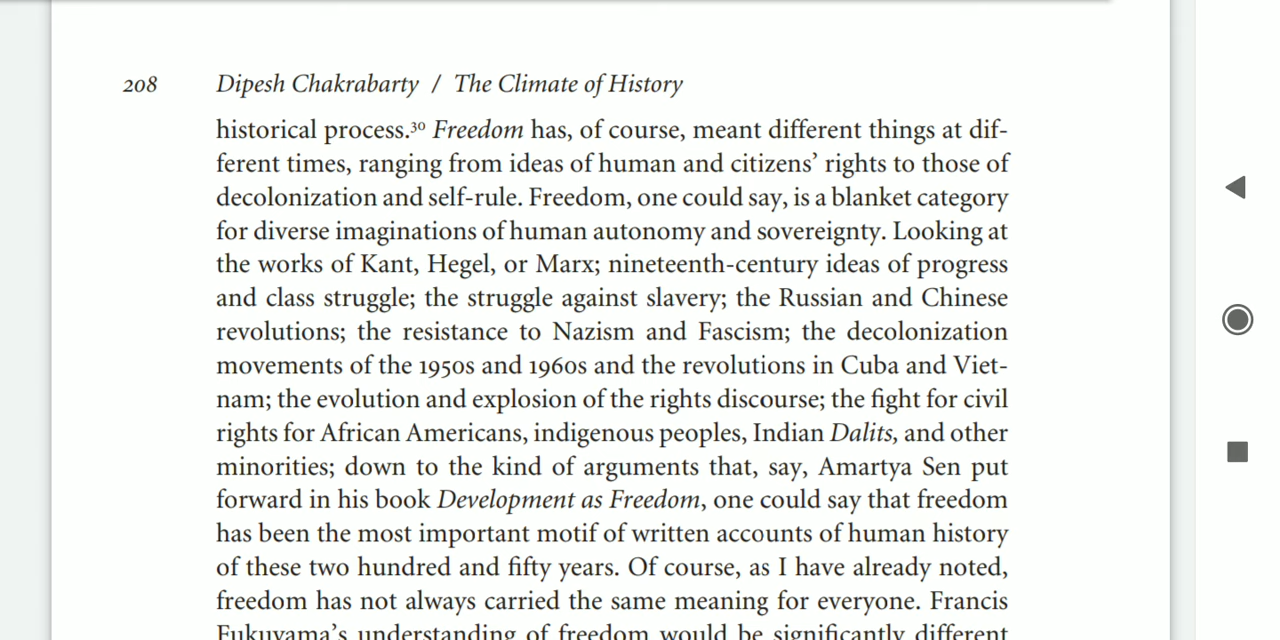 208 Dipesh Chakrabarty / The Climate of History
historical process.³⁰ Freedom has, of course, meant different things at dif-
ferent times, ranging from ideas of human and citizens’ rights to those of
decolonization and self-rule. Freedom, one could say, is a blanket category
for diverse imaginations of human autonomy and sovereignty. Looking at
the works of Kant, Hegel, or Marx; nineteenth-century ideas of progress
and class struggle; the struggle against slavery; the Russian and Chinese
revolutions; the resistance to Nazism and Fascism; the decolonization
movements of the 1950s and 1960s and the revolutions in Cuba and Viet-
nam; the evolution and explosion of the rights discourse; the fight for civil
rights for African Americans, indigenous peoples, Indian Dalits, and other
minorities; down to the kind of arguments that, say, Amartya Sen put
forward in his book Development as Freedom, one could say that freedom
has been the most important motif of written accounts of human history
of these two hundred and fifty years. Of course, as I have already noted,
freedom has not always carried the same meaning for everyone. Francis
Fukuyama’s understanding of freedom would be significantly different